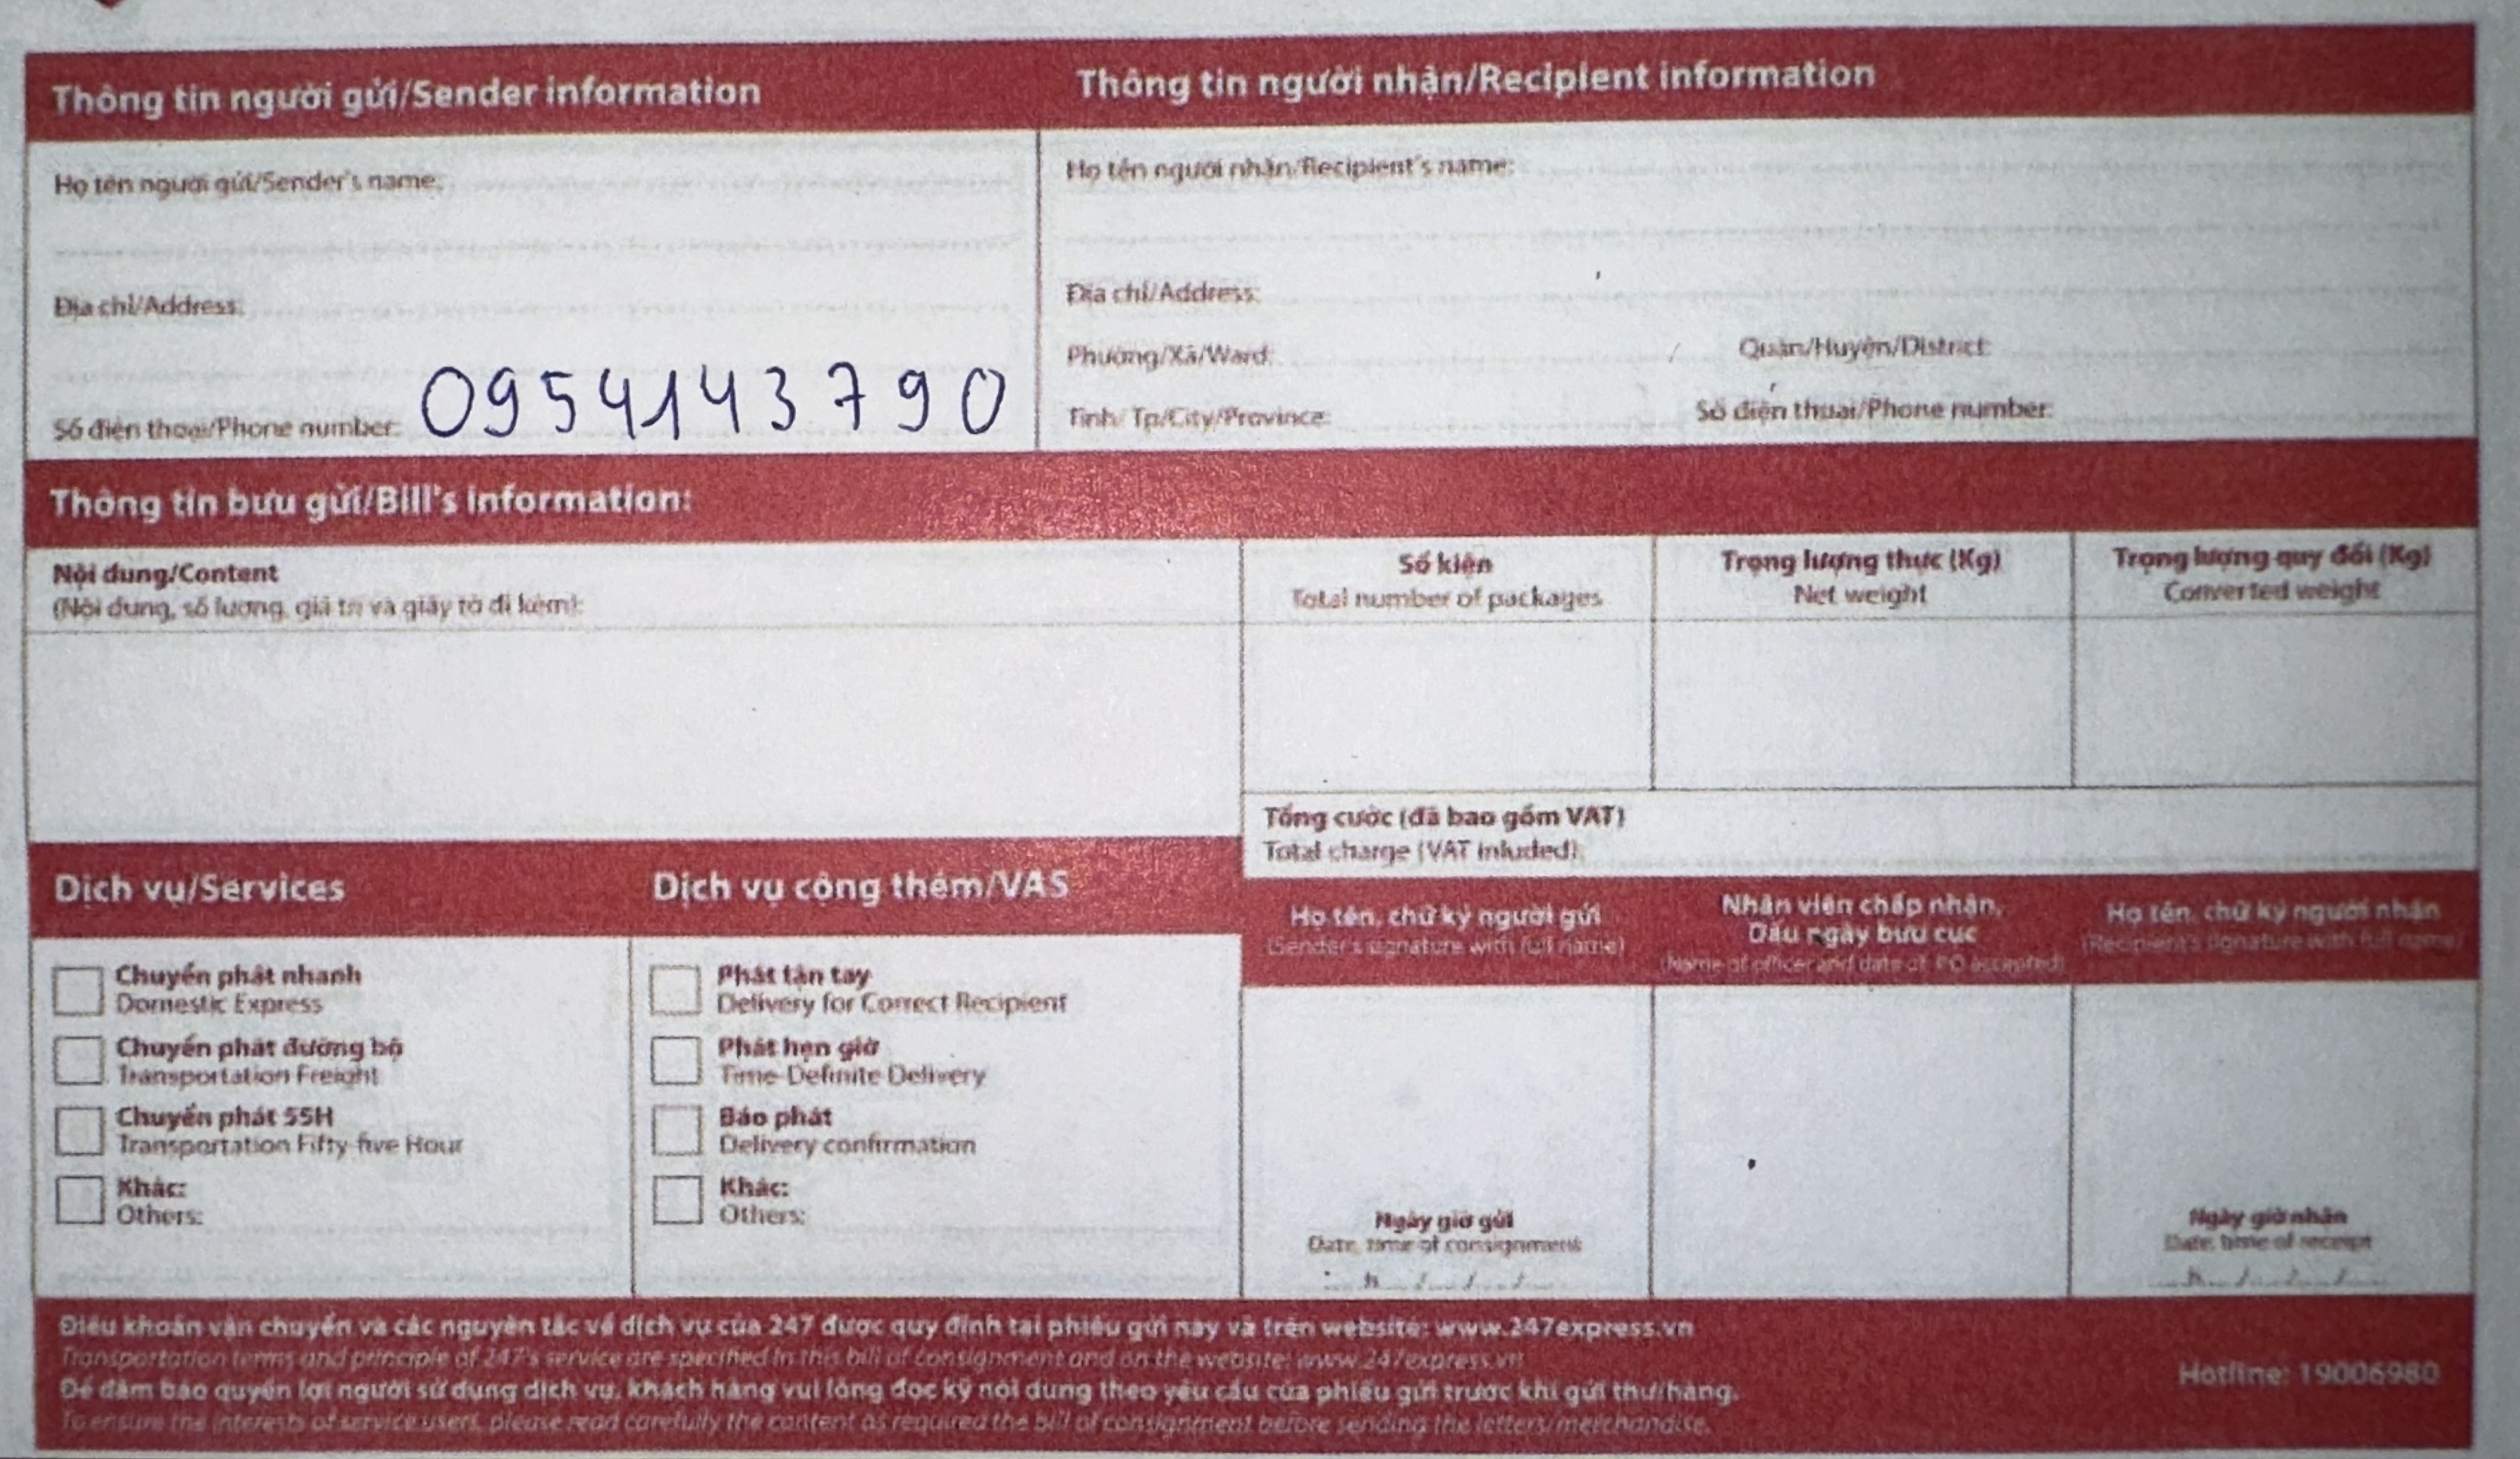 Thông tin người gửi/Sender information
Thông tin người nhận/Recipient information
Họ tên người gửi/Sender's name:
Địa chỉ/Address:
Số điện thoại/Phone number: 0954143790
Họ tên người nhận/Recipient's name:
Địa chỉ/Address:
Phường/Xã/Ward: Quận/Huyện/District:
Tỉnh/ Tp/City/Province: Số điện thoại/Phone number:
Thông tin bưu gửi/Bill's information:
Nội dung/Content
(Nội dung, số lượng, giá trị và giấy tờ đi kèm):
Số kiện
Total number of packages
Trọng lượng thực (Kg)
Net weight
Trọng lượng quy đổi (Kg)
Converted weight
Tổng cước (đã bao gồm VAT)
Total charge (VAT inluded):
Dịch vụ/Services
Chuyển phát nhanh
Domestic Express
Chuyển phát đường bộ
Transportation Freight
Chuyển phát 55H
Transportation Fifty-five Hour
Khác:
Others:
Dịch vụ cộng thêm/VAS
Phát tận tay
Delivery for Correct Recipient
Phát hẹn giờ
Time-Definite Delivery
Báo phát
Delivery confirmation
Khác:
Others:
Họ tên, chữ ký người gửi
(Sender's signature with full name)
Nhân viên chấp nhận,
Dấu ngày bưu cục
(Name of officer and date of PO accepted)
Họ tên, chữ ký người nhận
(Recipient's signature with full name)
Ngày giờ gửi
Date, time of consignment
h / / /
Ngày giờ nhận
Date, time of receipt
h / / /
Điều khoản vận chuyển và các nguyên tắc về dịch vụ của 247 được quy định tại phiếu gửi này và trên website: www.247express.vn
Transportation terms and principle of 247's service are specified in this bill of consignment and on the website: www.247express.vn
Để đảm bảo quyền lợi người sử dụng dịch vụ, khách hàng vui lòng đọc kỹ nội dung theo yêu cầu của phiếu gửi trước khi gửi thư/hàng.
To ensure the interests of service users, please read carefully the content as required the bill of consignment before sending the letters/merchandise.
Hotline: 19006980